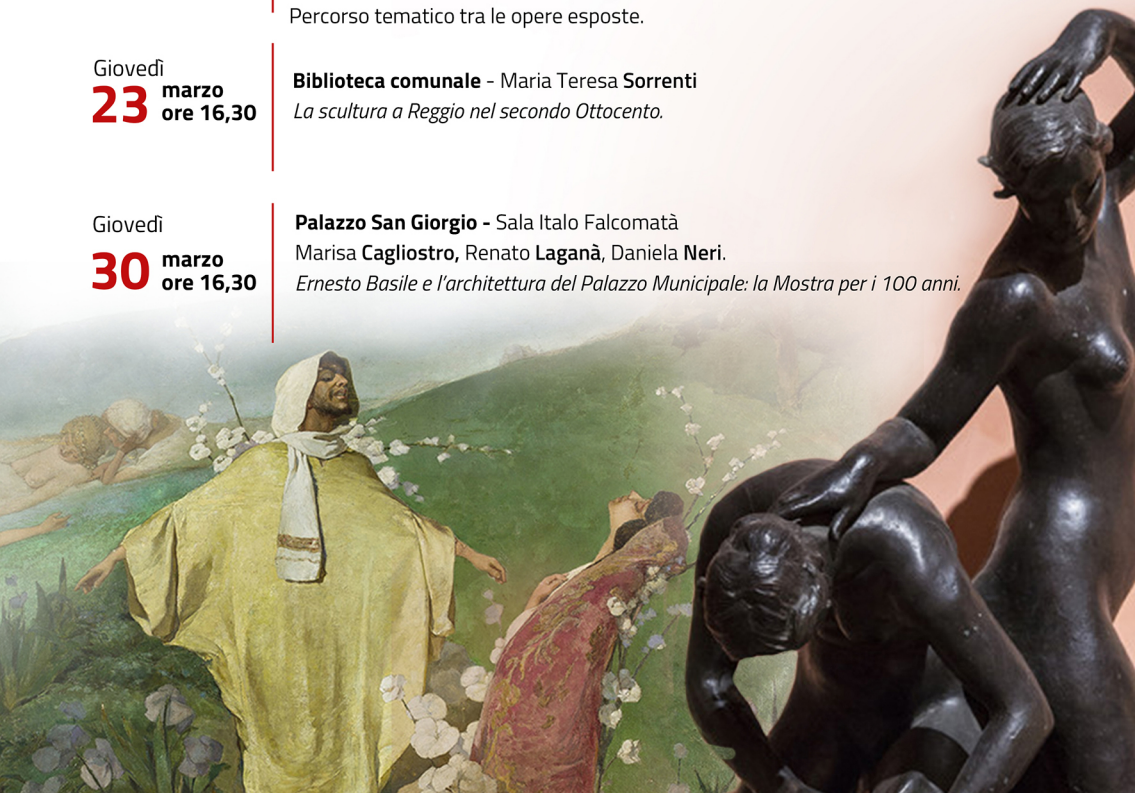 Percorso tematico tra le opere esposte.
Giovedì
23 marzo
ore 16,30
Biblioteca comunale - Maria Teresa Sorrenti
La scultura a Reggio nel secondo Ottocento.
Giovedì
30 marzo
ore 16,30
Palazzo San Giorgio - Sala Italo Falcomatà
Marisa Cagliostro, Renato Laganà, Daniela Neri.
Ernesto Basile e l'architettura del Palazzo Municipale: la Mostra per i 100 anni.